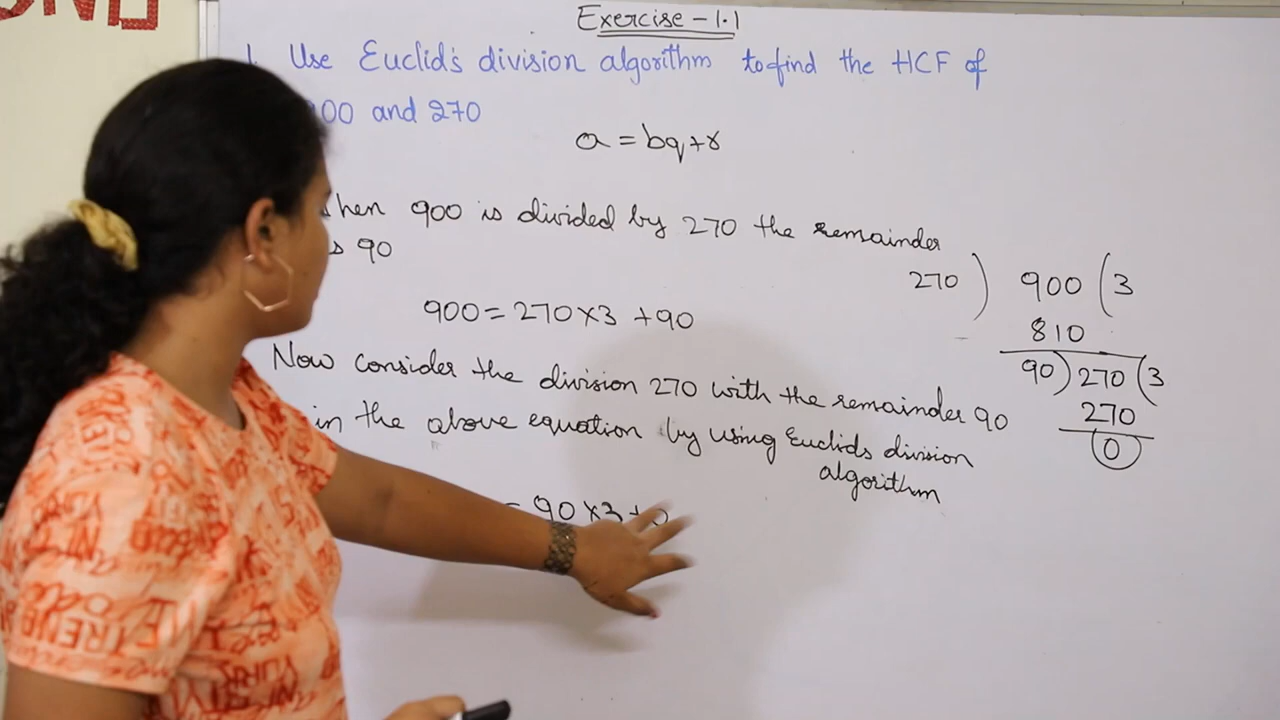 Exercise - 1.1
1. Use Euclid's division algorithm to find the HCF of
00 and 270
a = bq+r
hen 900 is divided by 270 the remainder
s 90
900 = 270×3 +90
Now consider the division 270 with the remainder 90
in the above equation by using Euclids division
algorithm
= 90×3+0
270 ) 900 ( 3
810
90 ) 270 ( 3
270
0